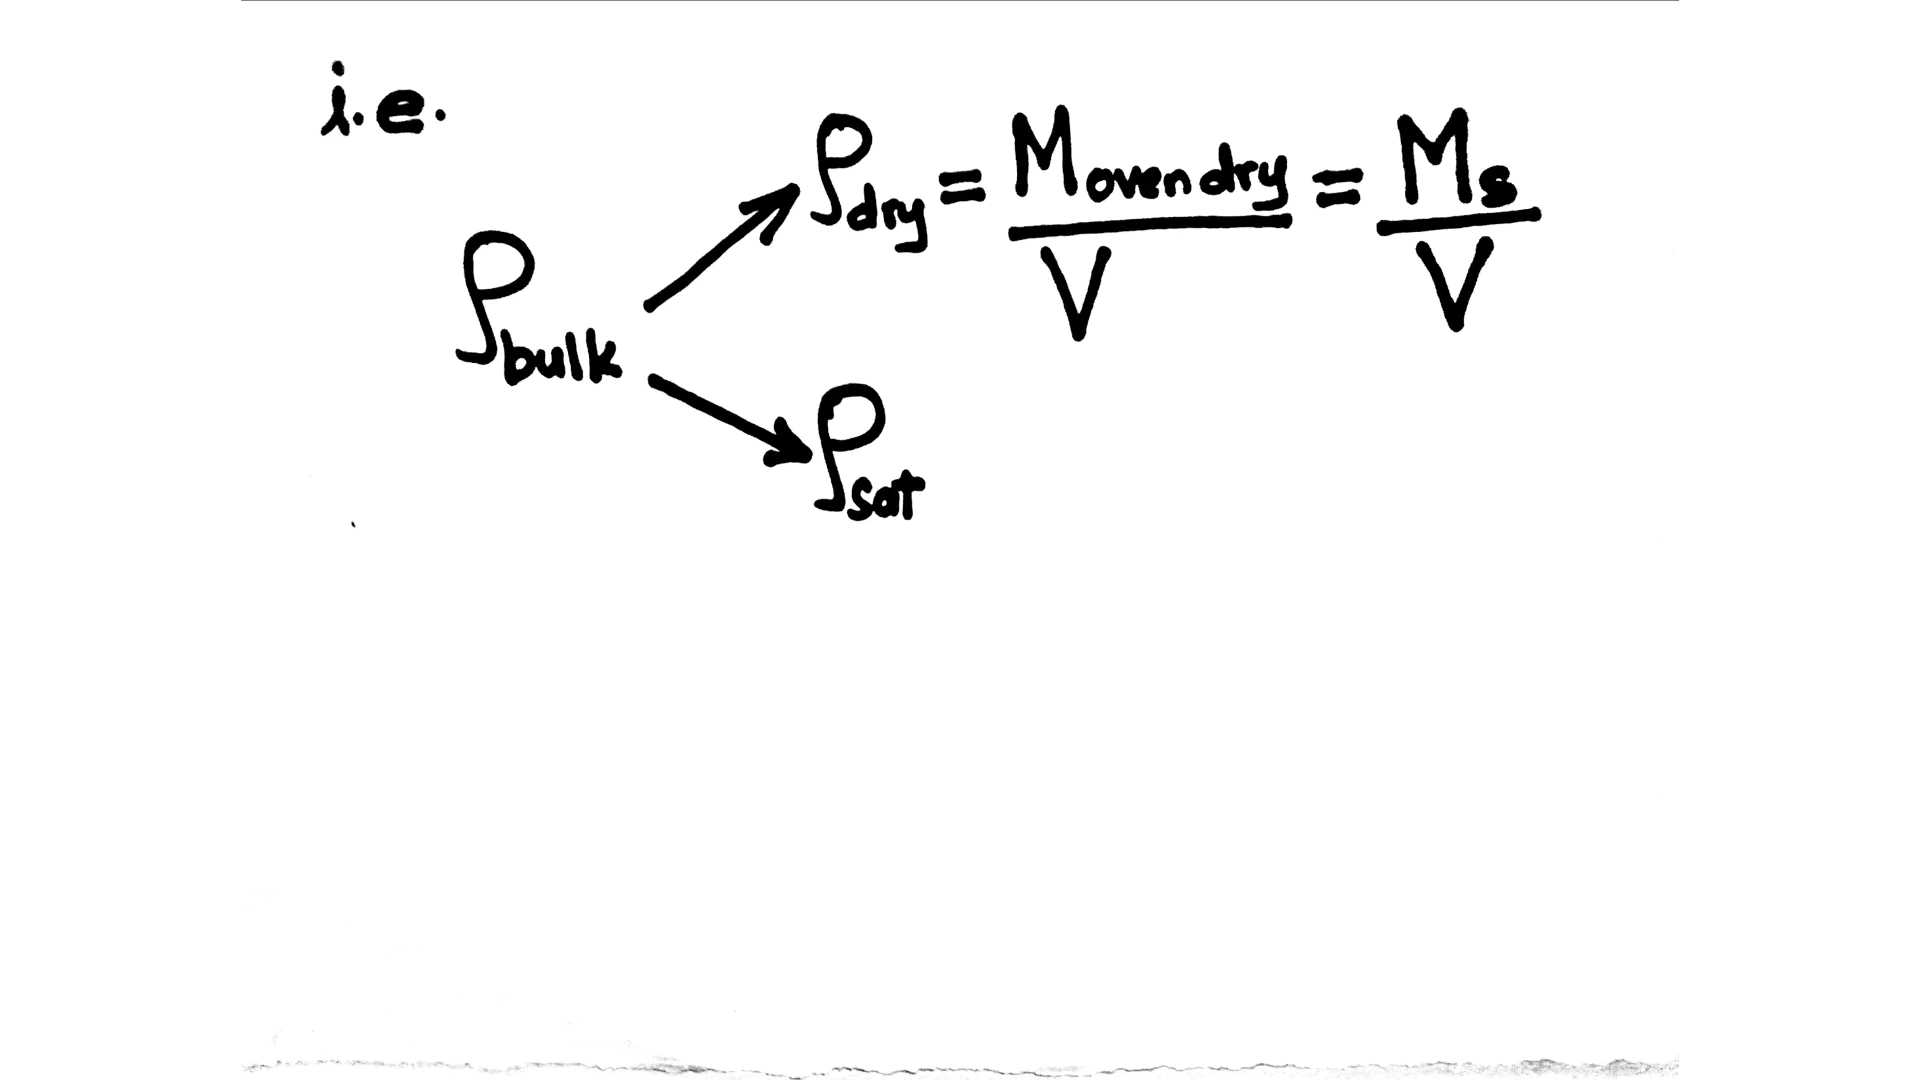 i.e.
ρdry = Movendry / V = Ms / V
ρbulk
ρsat